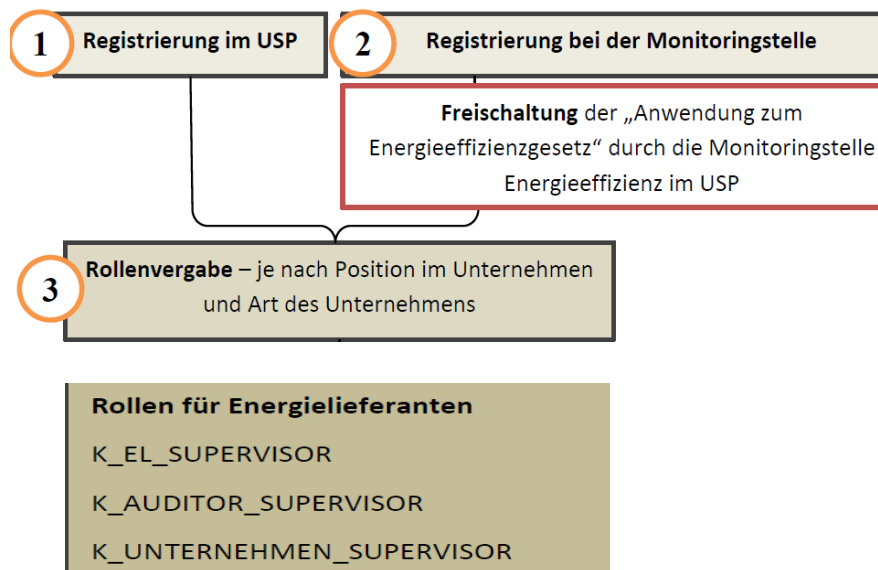 1 Registrierung im USP
2 Registrierung bei der Monitoringstelle
Freischaltung der „Anwendung zum
Energieeffizienzgesetz“ durch die Monitoringstelle
Energieeffizienz im USP
3 Rollenvergabe – je nach Position im Unternehmen
und Art des Unternehmens
Rollen für Energielieferanten
K_EL_SUPERVISOR
K_AUDITOR_SUPERVISOR
K_UNTERNEHMEN_SUPERVISOR